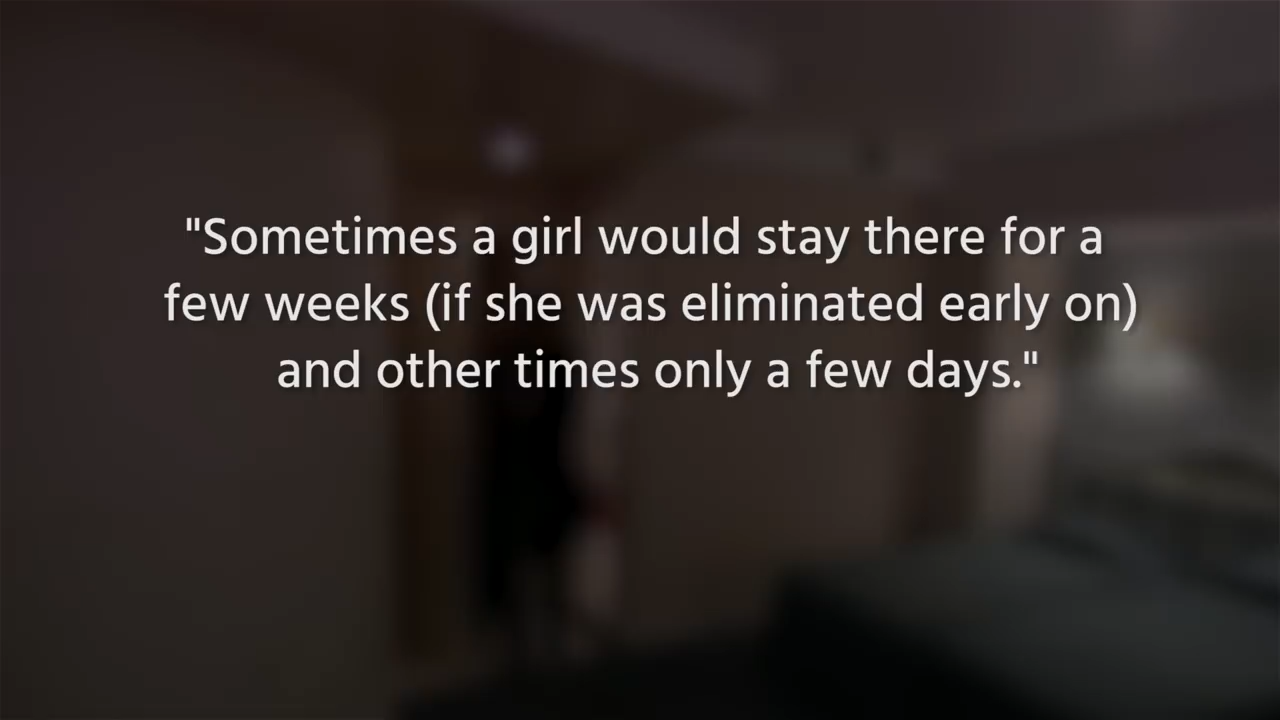 "Sometimes a girl would stay there for a
few weeks (if she was eliminated early on)
and other times only a few days."